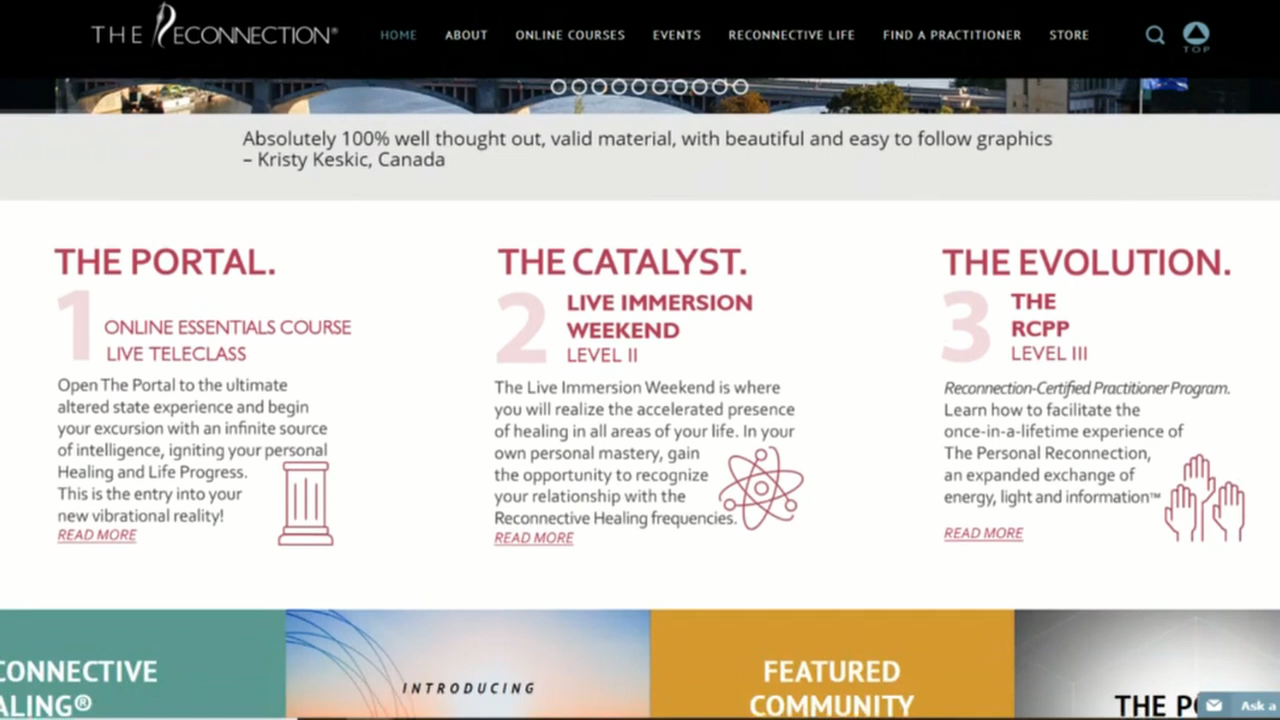 THE RECONNECTION®
HOME ABOUT ONLINE COURSES EVENTS RECONNECTIVE LIFE FIND A PRACTITIONER STORE
TOP
Absolutely 100% well thought out, valid material, with beautiful and easy to follow graphics
– Kristy Keskic, Canada
THE PORTAL.
1 ONLINE ESSENTIALS COURSE
LIVE TELECLASS
Open The Portal to the ultimate
altered state experience and begin
your excursion with an infinite source
of intelligence, igniting your personal
Healing and Life Progress.
This is the entry into your
new vibrational reality!
READ MORE
THE CATALYST.
2 LIVE IMMERSION
WEEKEND
LEVEL II
The Live Immersion Weekend is where
you will realize the accelerated presence
of healing in all areas of your life. In your
own personal mastery, gain
the opportunity to recognize
your relationship with the
Reconnective Healing frequencies.
READ MORE
THE EVOLUTION.
3 THE
RCPP
LEVEL III
Reconnection-Certified Practitioner Program.
Learn how to facilitate the
once-in-a-lifetime experience of
The Personal Reconnection,
an expanded exchange of
energy, light and information™
READ MORE
CONNECTIVE
ALING®
INTRODUCING
FEATURED
COMMUNITY
THE P
Ask a